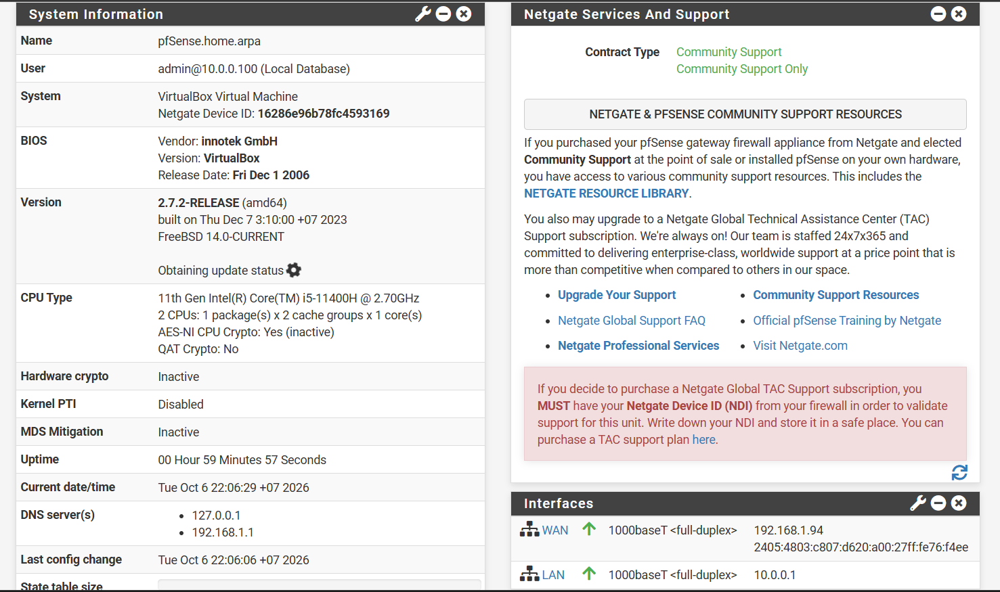 System Information
Name pfSense.home.arpa
User admin@10.0.0.100 (Local Database)
System VirtualBox Virtual Machine
Netgate Device ID: 16286e96b78fc4593169
BIOS Vendor: innotek GmbH
Version: VirtualBox
Release Date: Fri Dec 1 2006
Version 2.7.2-RELEASE (amd64)
built on Thu Dec 7 3:10:00 +07 2023
FreeBSD 14.0-CURRENT
Obtaining update status
CPU Type 11th Gen Intel(R) Core(TM) i5-11400H @ 2.70GHz
2 CPUs: 1 package(s) x 2 cache groups x 1 core(s)
AES-NI CPU Crypto: Yes (inactive)
QAT Crypto: No
Hardware crypto Inactive
Kernel PTI Disabled
MDS Mitigation Inactive
Uptime 00 Hour 59 Minutes 57 Seconds
Current date/time Tue Oct 6 22:06:29 +07 2026
DNS server(s) • 127.0.0.1
• 192.168.1.1
Last config change Tue Oct 6 22:06:06 +07 2026
State table size
Netgate Services And Support
Contract Type Community Support
Community Support Only
NETGATE & PFSENSE COMMUNITY SUPPORT RESOURCES
If you purchased your pfSense gateway firewall appliance from Netgate and elected
Community Support at the point of sale or installed pfSense on your own hardware,
you have access to various community support resources. This includes the
NETGATE RESOURCE LIBRARY.
You also may upgrade to a Netgate Global Technical Assistance Center (TAC)
Support subscription. We're always on! Our team is staffed 24x7x365 and
committed to delivering enterprise-class, worldwide support at a price point that is
more than competitive when compared to others in our space.
• Upgrade Your Support • Community Support Resources
• Netgate Global Support FAQ • Official pfSense Training by Netgate
• Netgate Professional Services • Visit Netgate.com
If you decide to purchase a Netgate Global TAC Support subscription, you
MUST have your Netgate Device ID (NDI) from your firewall in order to validate
support for this unit. Write down your NDI and store it in a safe place. You can
purchase a TAC support plan here.
Interfaces
WAN 1000baseT <full-duplex> 192.168.1.94
2405:4803:c807:d620:a00:27ff:fe76:f4ee
LAN 1000baseT <full-duplex> 10.0.0.1